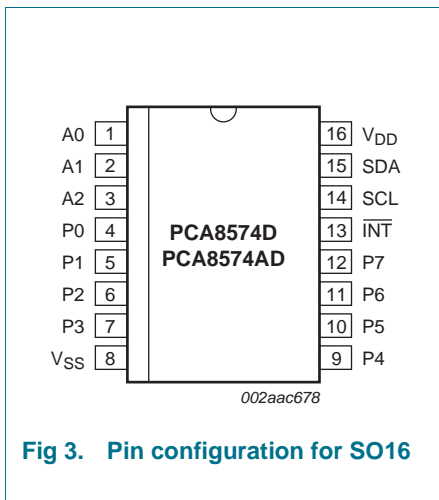 A0 1 16 VDD
A1 2 15 SDA
A2 3 14 SCL
P0 4 PCA8574D 13 INT
P1 5 PCA8574AD 12 P7
P2 6 11 P6
P3 7 10 P5
VSS 8 9 P4
002aac678
Fig 3. Pin configuration for SO16